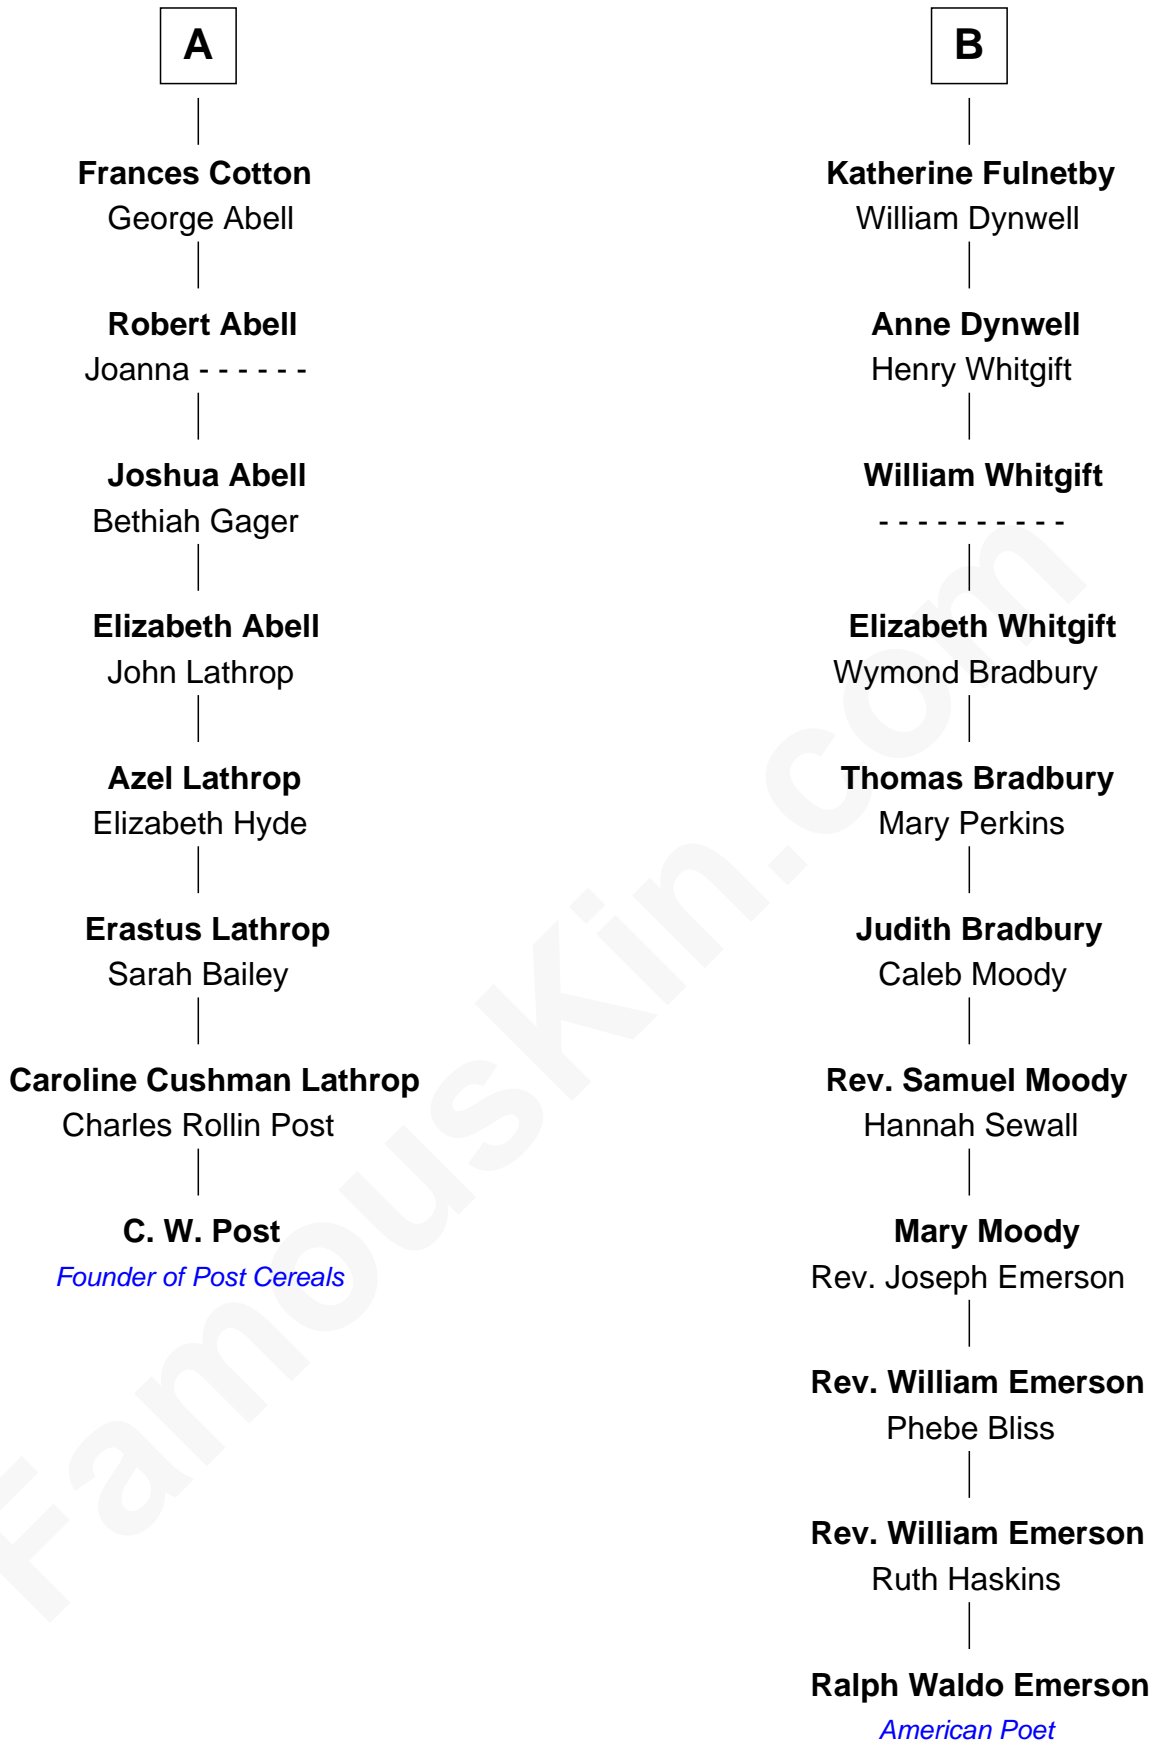 A
Frances Cotton
George Abell
Robert Abell
Joanna - - - - - -
Joshua Abell
Bethiah Gager
Elizabeth Abell
John Lathrop
Azel Lathrop
Elizabeth Hyde
Erastus Lathrop
Sarah Bailey
Caroline Cushman Lathrop
Charles Rollin Post
C. W. Post
Founder of Post Cereals
B
Katherine Fulnetby
William Dynwell
Anne Dynwell
Henry Whitgift
William Whitgift
- - - - - - - - - -
Elizabeth Whitgift
Wymond Bradbury
Thomas Bradbury
Mary Perkins
Judith Bradbury
Caleb Moody
Rev. Samuel Moody
Hannah Sewall
Mary Moody
Rev. Joseph Emerson
Rev. William Emerson
Phebe Bliss
Rev. William Emerson
Ruth Haskins
Ralph Waldo Emerson
American Poet
FamousKin.com